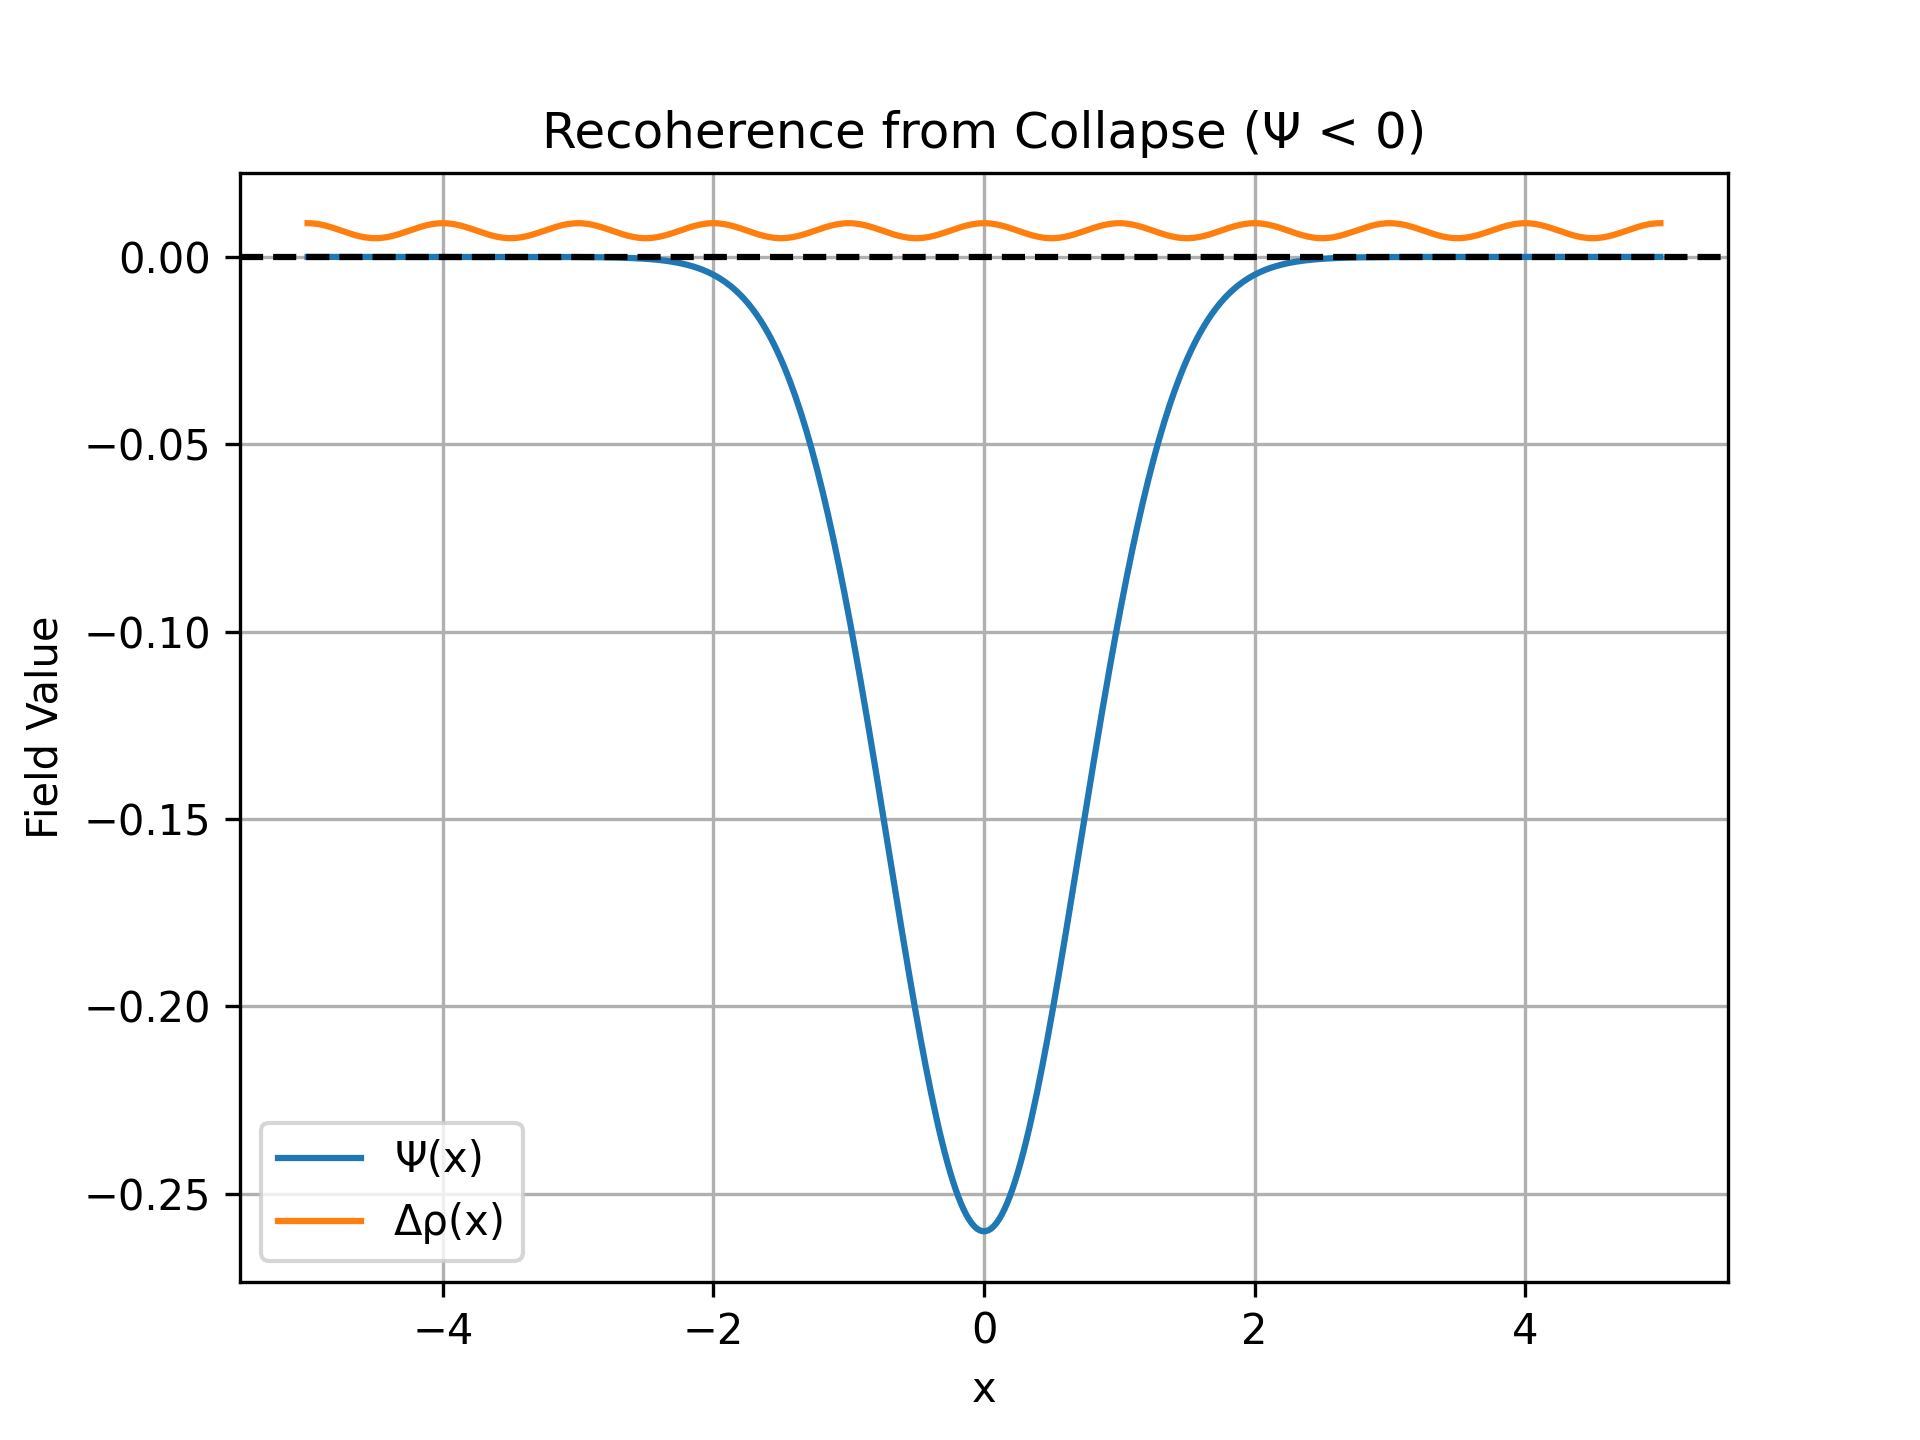 Recoherence from Collapse (Ψ < 0)
0.00
−0.05
−0.10
−0.15
−0.20
−0.25
Field Value
Ψ(x)
Δρ(x)
−4
−2
0
2
4
x